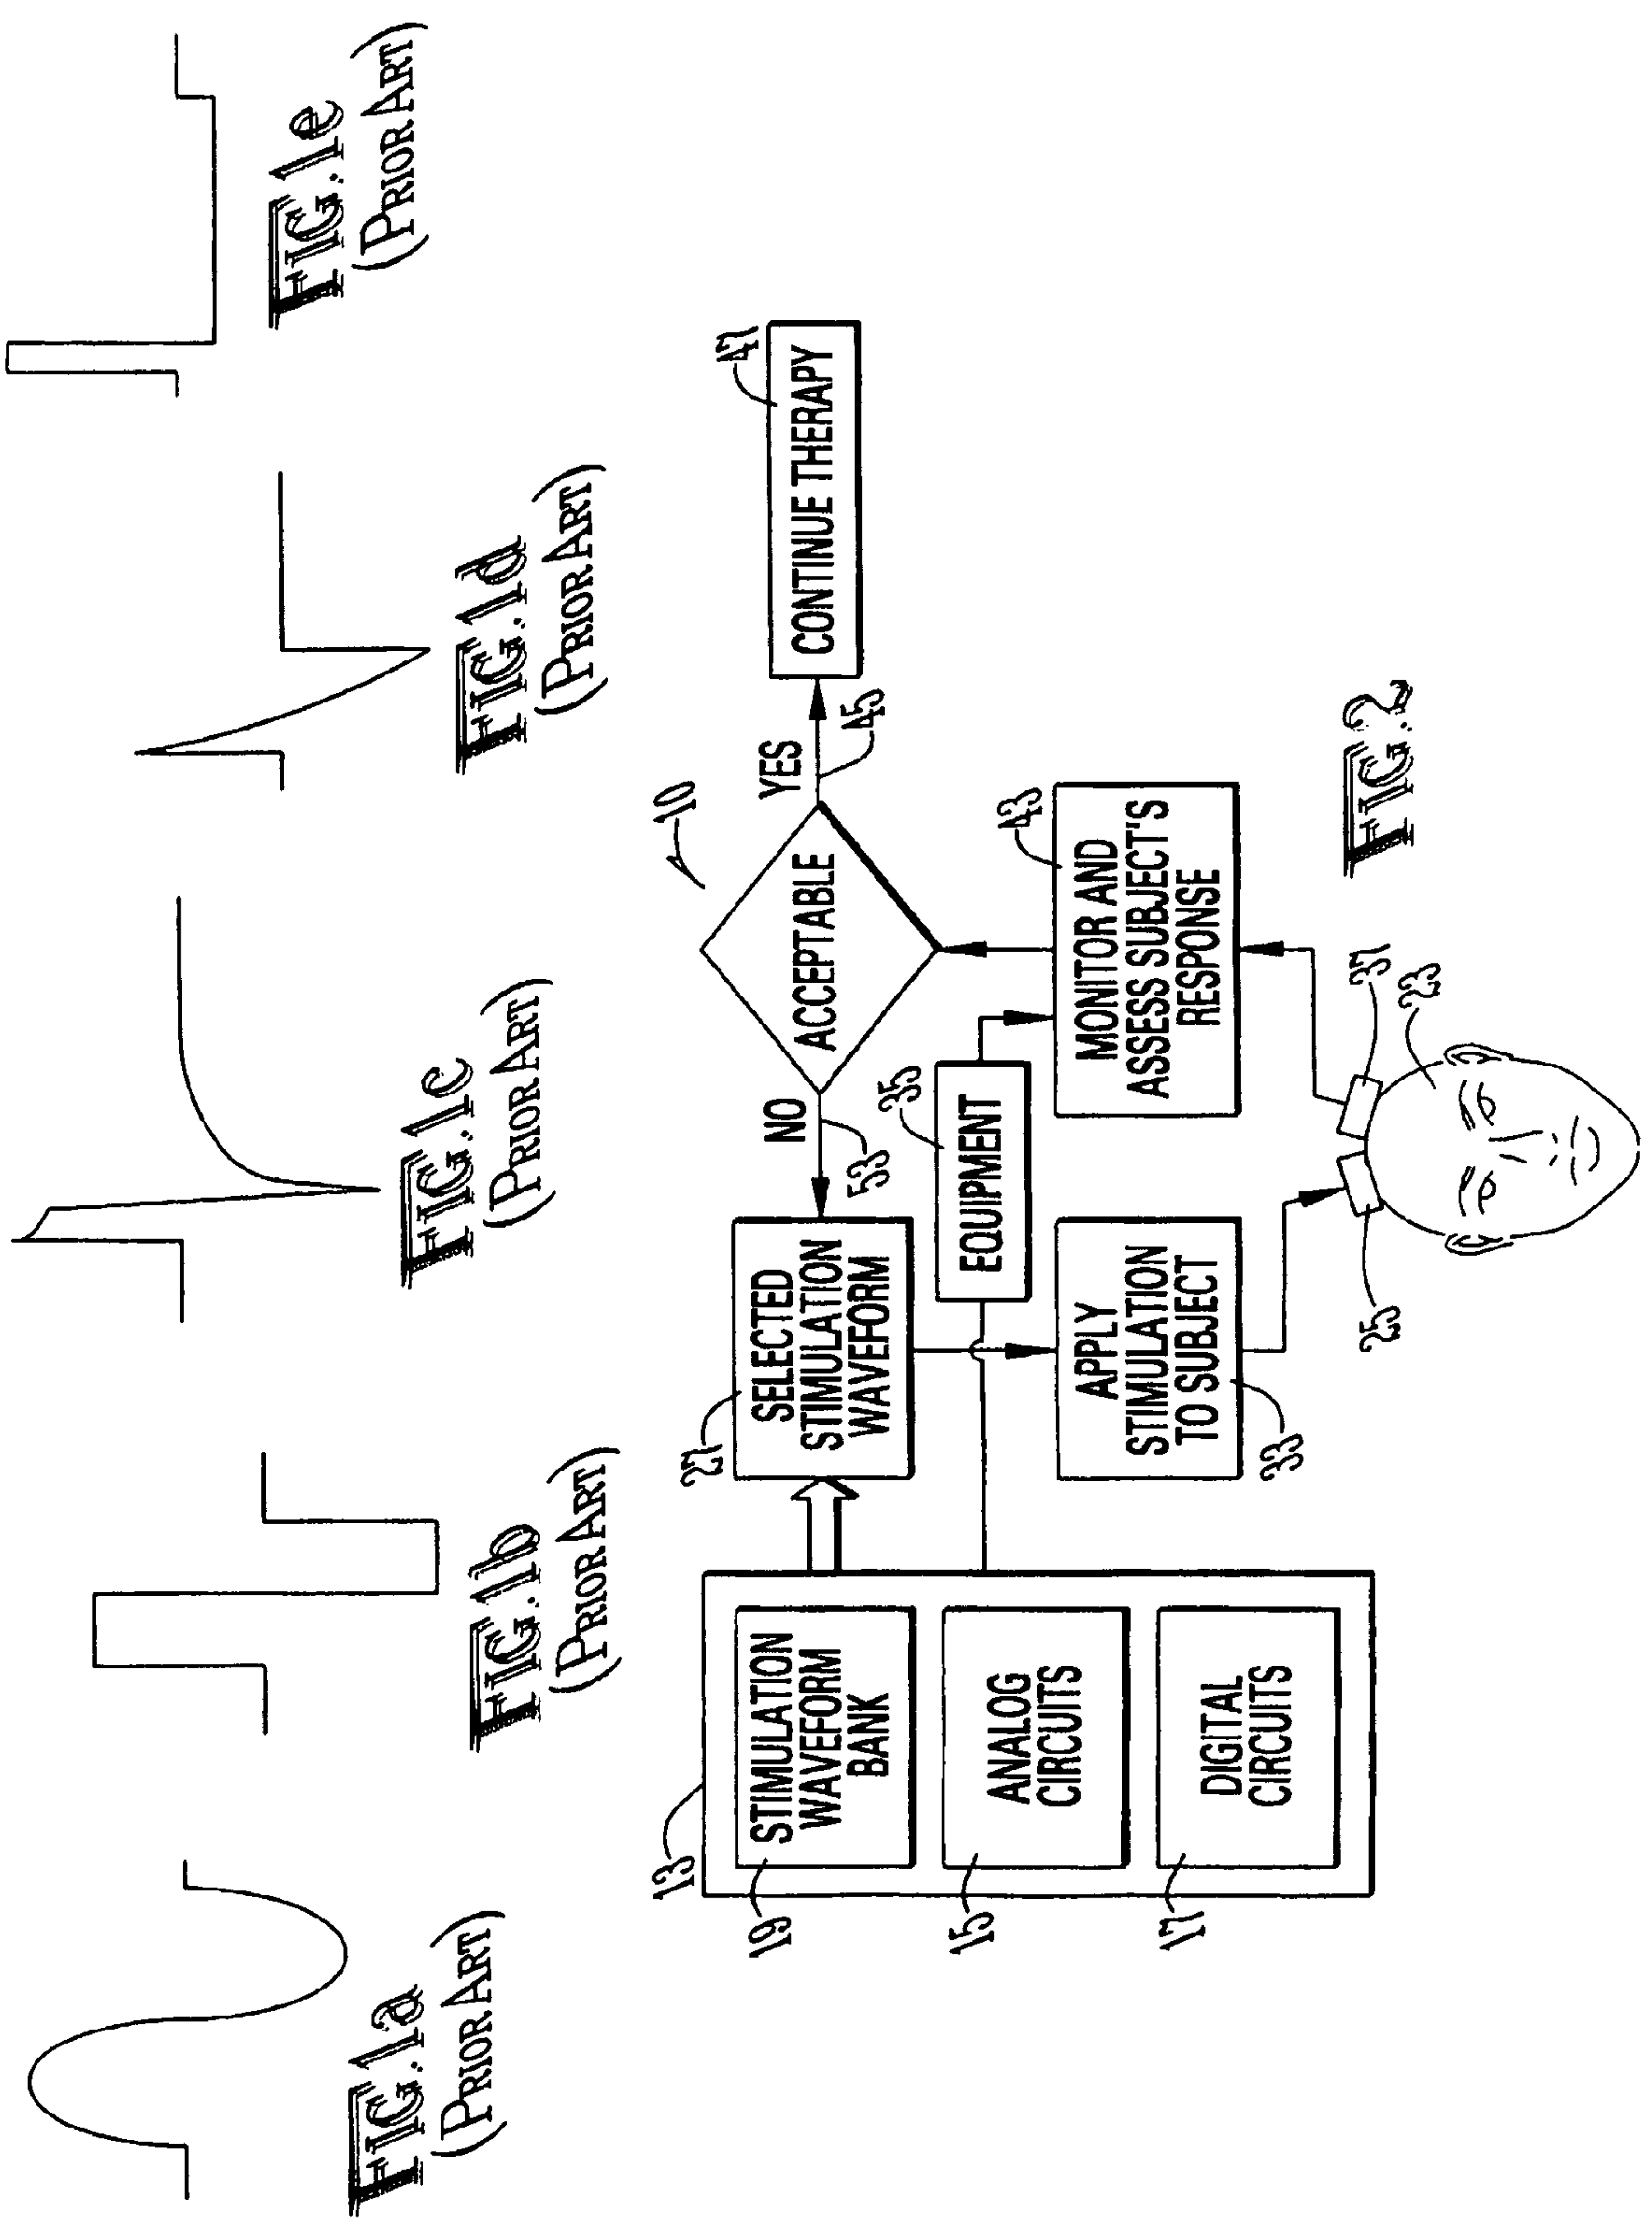 FIG. 1a
(PRIOR ART)
FIG. 1b
(PRIOR ART)
FIG. 1c
(PRIOR ART)
FIG. 1d
(PRIOR ART)
FIG. 1e
(PRIOR ART)
10
13
19
STIMULATION
WAVEFORM
BANK
15
ANALOG
CIRCUITS
17
DIGITAL
CIRCUITS
27
SELECTED
STIMULATION
WAVEFORM
NO
53
ACCEPTABLE
YES
45
47
CONTINUE THERAPY
35
EQUIPMENT
33
APPLY
STIMULATION
TO SUBJECT
43
MONITOR AND
ASSESS SUBJECT'S
RESPONSE
25
37
23
FIG. 2